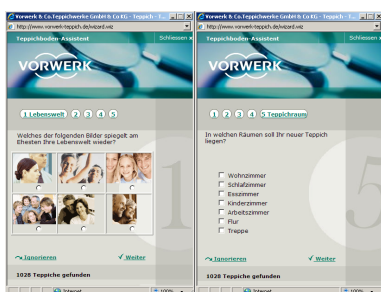 Vorwerk & Co.Teppichwerke GmbH & Co KG - Teppich - T...
http://www.vorwerk-teppich.de/wizard.wiz
Teppichboden-Assistent
Schliessen x
VORWERK
1 Lebenswelt 2 3 4 5
Welches der folgenden Bilder spiegelt am
Ehesten Ihre Lebenswelt wieder?
1
Ignorieren
Weiter
1028 Teppiche gefunden
Internet
100%
Vorwerk & Co.Teppichwerke GmbH & Co KG - Teppich - T...
http://www.vorwerk-teppich.de/wizard.wiz
Teppichboden-Assistent
Schliessen x
VORWERK
1 2 3 4 5 Teppichraum
In welchen Räumen soll Ihr neuer Teppich
liegen?
Wohnzimmer
Schlafzimmer
Esszimmer
Kinderzimmer
Arbeitszimmer
Flur
Treppe
5
Ignorieren
Weiter
1028 Teppiche gefunden
Internet
100%